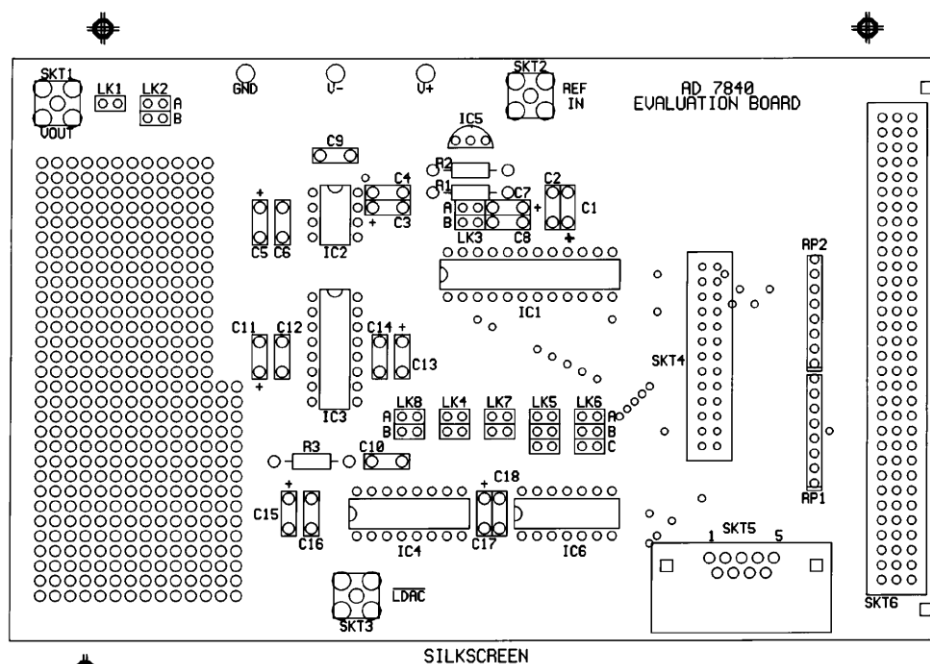 SKT1
VOUT
LK1
LK2
A
B
GND
V-
V+
SKT2
REF
IN
AD 7840
EVALUATION BOARD
IC5
C9
R2
R1
C4
C3
+
+
C5
C6
IC2
A
B
LK3
C7
C8
+
C2
C1
+
IC1
RP2
C11
+
C12
C14
+
C13
IC3
SKT4
LK8
A
B
LK4
LK7
LK5
LK6
A
B
C
R3
C10
RP1
+
C15
C16
IC4
+
C18
C17
IC6
SKT5
1
5
SKT3
LDAC
SKT6
SILKSCREEN